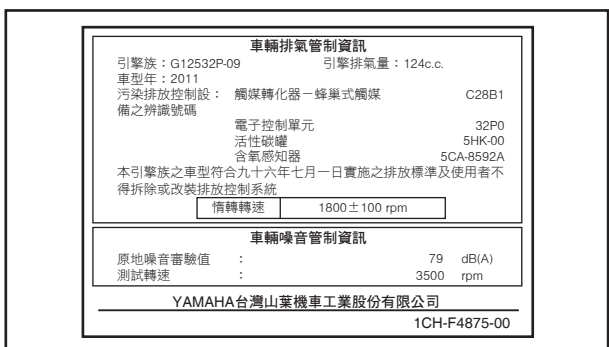 車輛排氣管制資訊
引擎族：G12532P-09 引擎排氣量：124c.c.
車型年：2011
污染排放控制設： 觸媒轉化器－蜂巢式觸媒 C28B1
備之辨識號碼
電子控制單元 32P0
活性碳罐 5HK-00
含氧感知器 5CA-8592A
本引擎族之車型符合九十六年七月一日實施之排放標準及使用者不
得拆除或改裝排放控制系統
惰轉轉速 1800±100 rpm
車輛噪音管制資訊
原地噪音審驗值 ： 79 dB(A)
測試轉速 ： 3500 rpm
YAMAHA台灣山葉機車工業股份有限公司
1CH-F4875-00